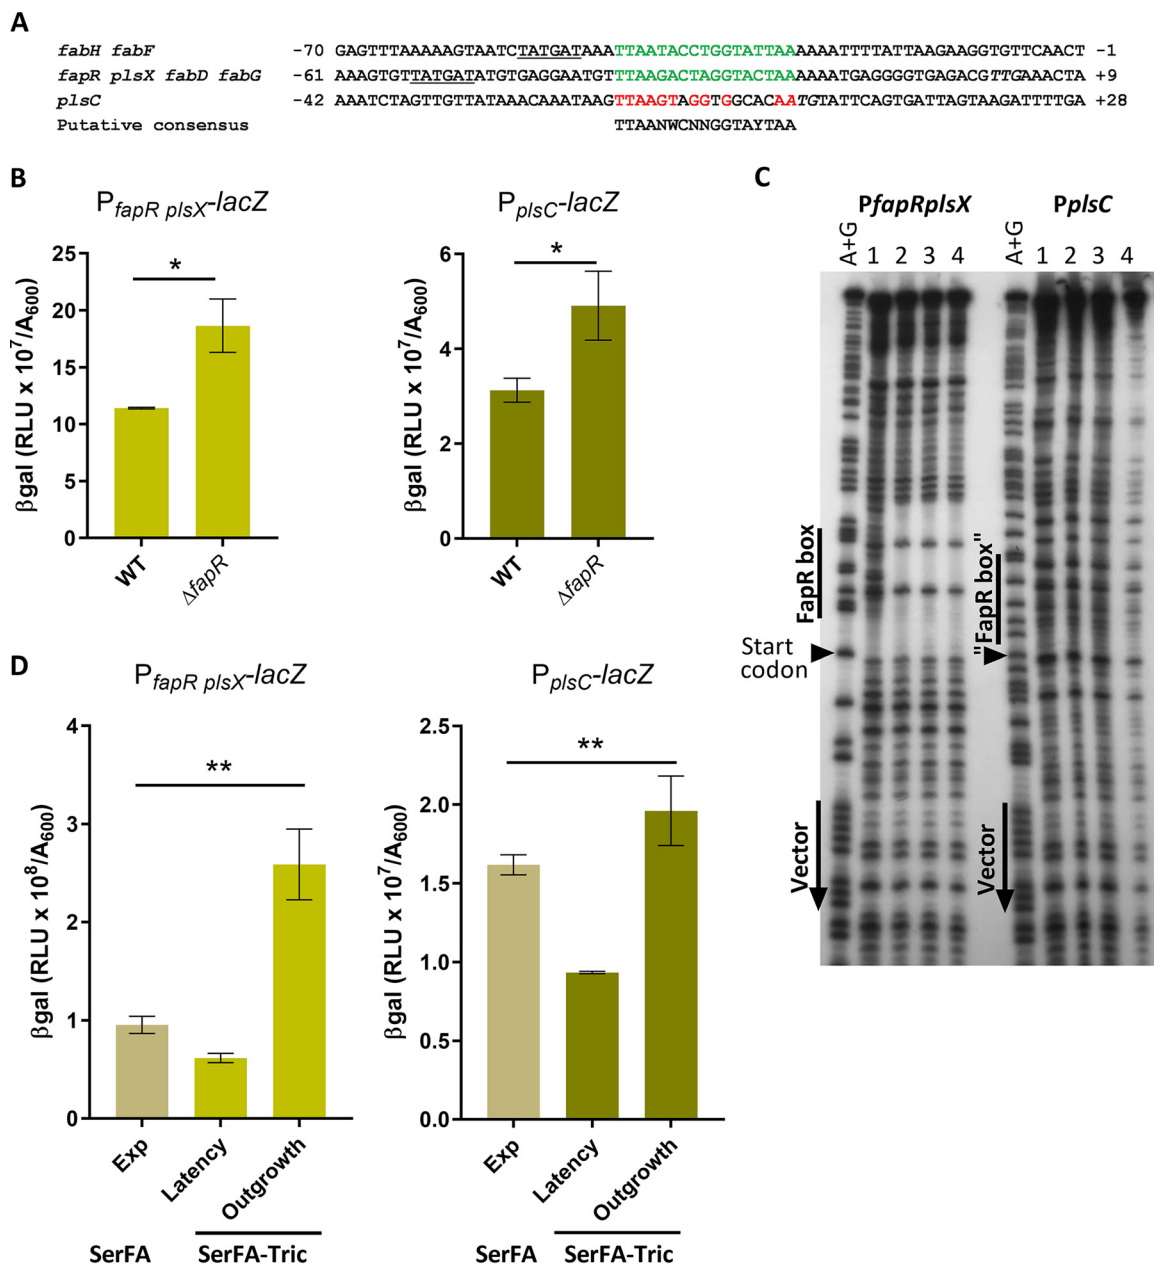 A
fabH fabF -70 GAGTTTAAAAAGTAATCTATGATAAATTAATACCTGGTATTAAAAAATTTTATTAAGAAGGTGTTCAACT -1
fapR plsX fabD fabG -61 AAAGTGTTATGATATGTGAGGAATGTTTAAGACTAGGTACTAAAAAATGAGGGGTGAGACGTTGAAACTA +9
plsC -42 AAATCTAGTTGTTATAAACAAATAAGTTAAGTAGGTGGCACAATGTATTCAGTGATTAGTAAGATTTTGA +28
Putative consensus TTAANWCNNGGTAYTAA
B
PfapR plsX-lacZ
PplsC-lacZ
βgal (RLU x 10⁷/A600)
25
20
15
10
5
0
*
WT
ΔfapR
βgal (RLU x 10⁷/A600)
6
4
2
0
*
WT
ΔfapR
C
PfapRplsX PplsC
A+G 1 2 3 4 A+G 1 2 3 4
FapR box
"FapR box"
Start
codon
Vector
Vector
D
PfapR plsX-lacZ
PplsC-lacZ
βgal (RLU x 10⁸/A600)
4
3
2
1
0
**
Exp
Latency
Outgrowth
SerFA
SerFA-Tric
βgal (RLU x 10⁷/A600)
2.5
2.0
1.5
1.0
0.5
0.0
**
Exp
Latency
Outgrowth
SerFA
SerFA-Tric